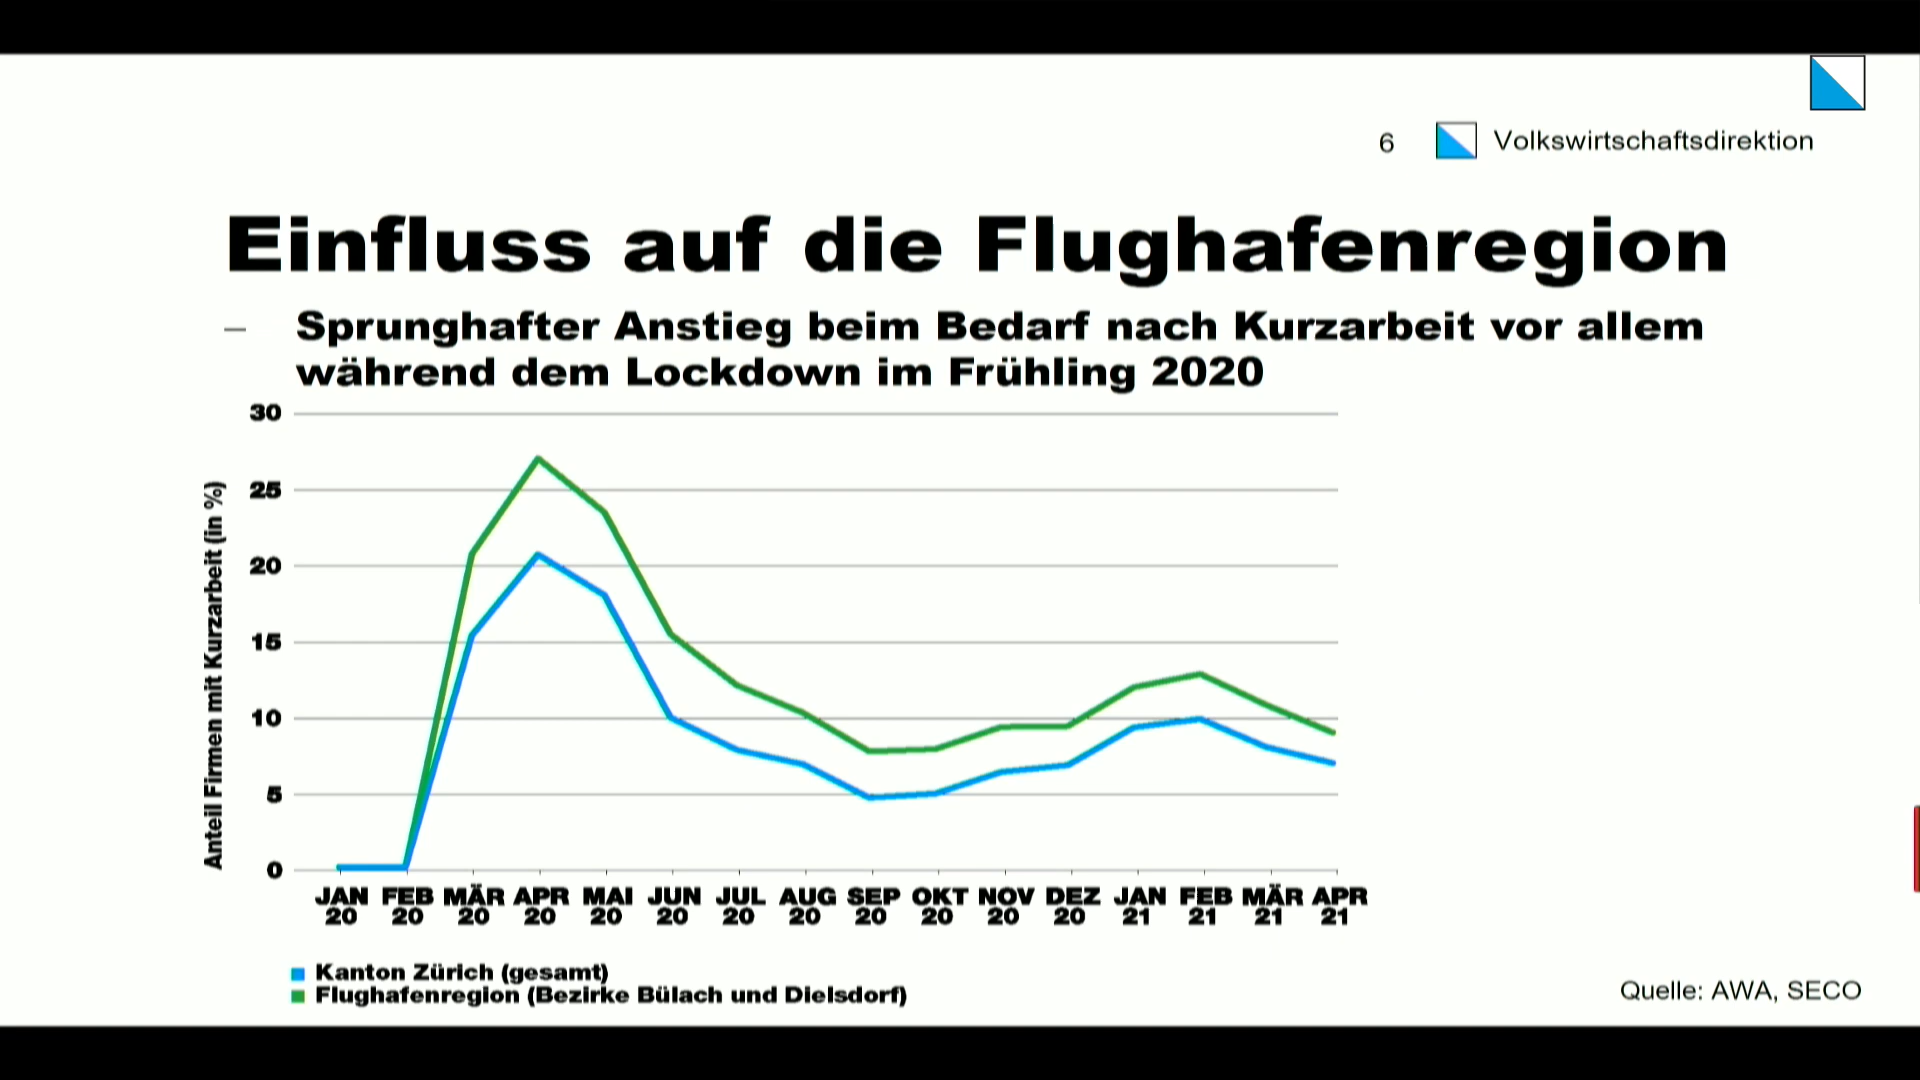 6 Volkswirtschaftsdirektion
Einfluss auf die Flughafenregion
– Sprunghafter Anstieg beim Bedarf nach Kurzarbeit vor allem
während dem Lockdown im Frühling 2020
Anteil Firmen mit Kurzarbeit (in %)
30
25
20
15
10
5
0
JAN FEB MÄR APR MAI JUN JUL AUG SEP OKT NOV DEZ JAN FEB MÄR APR
20 20 20 20 20 20 20 20 20 20 20 20 21 21 21 21
Kanton Zürich (gesamt)
Flughafenregion (Bezirke Bülach und Dielsdorf)
Quelle: AWA, SECO